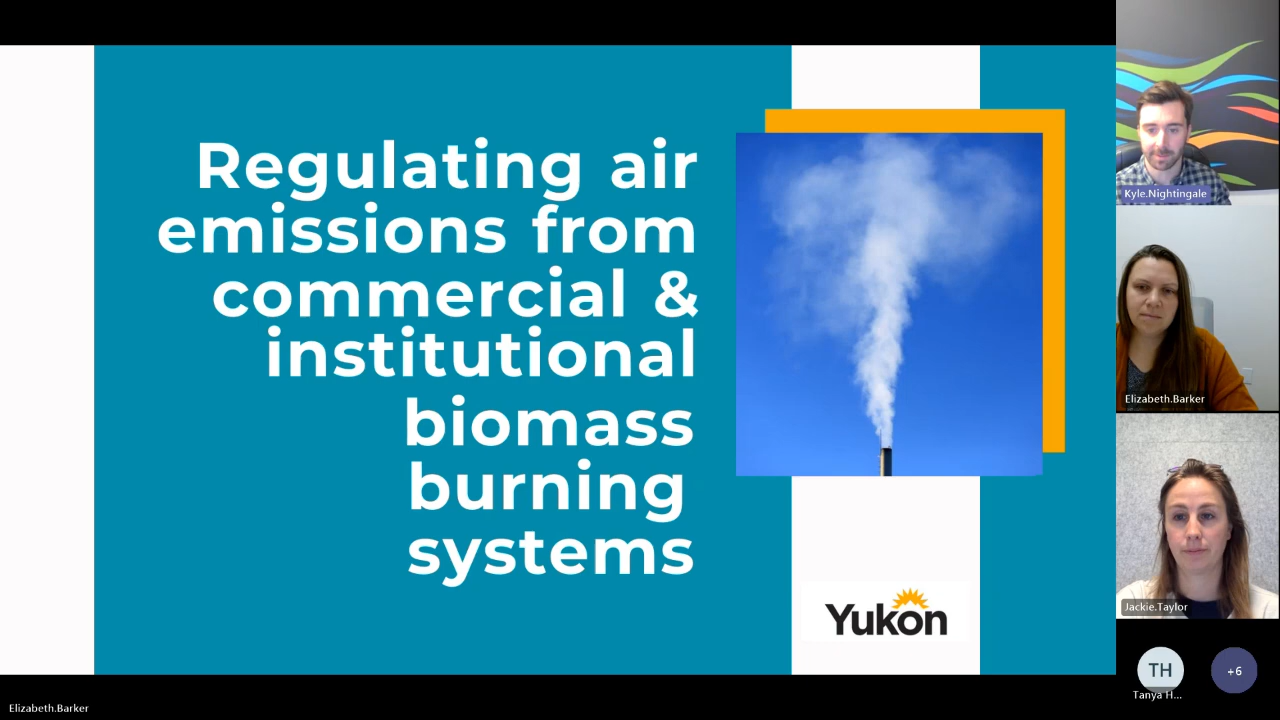 Regulating air
emissions from
commercial &
institutional
biomass
burning
systems
Yukon
Kyle.Nightingale
Elizabeth.Barker
Jackie.Taylor
TH
+6
Tanya H...
Elizabeth.Barker